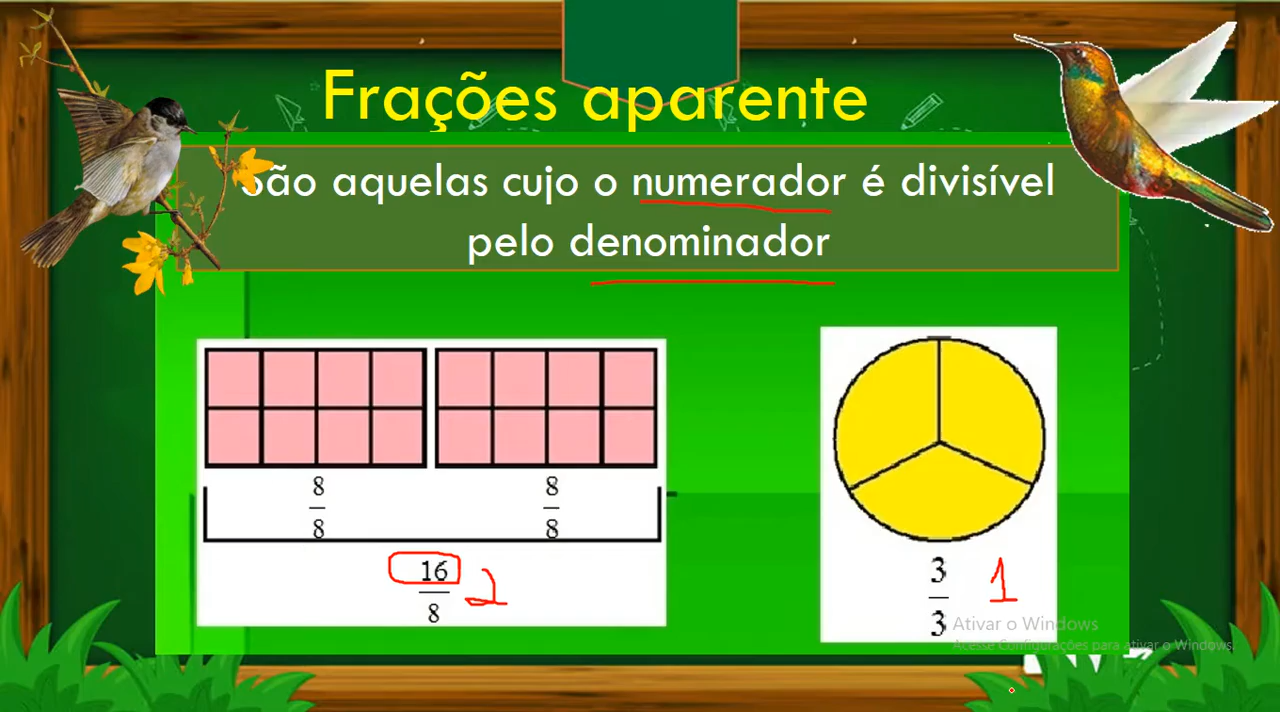 Frações aparente
São aquelas cujo o numerador é divisível
pelo denominador
8
8
8
8
16
8
2
3
3
1
Ativar o Windows
Acesse Configurações para ativar o Windows.